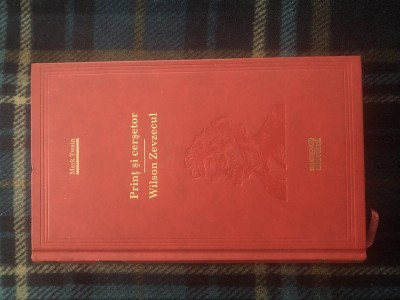 Mark Twain
Prinț și cerșetor
Wilson Zevzecul